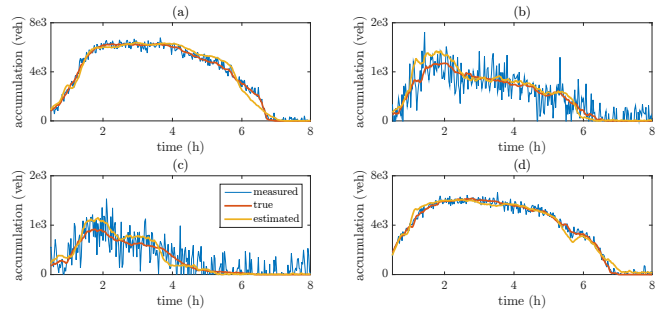 (a)
accumulation (veh)
8e3
4e3
0
2
4
6
8
time (h)
(b)
accumulation (veh)
2e3
1e3
0
2
4
6
8
time (h)
(c)
accumulation (veh)
2e3
1e3
0
2
4
6
8
time (h)
measured
true
estimated
(d)
accumulation (veh)
8e3
4e3
0
2
4
6
8
time (h)